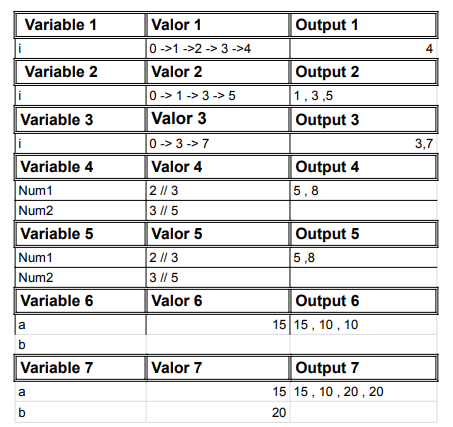 Variable 1 Valor 1 Output 1
i 0 ->1 ->2 -> 3 ->4 4
Variable 2 Valor 2 Output 2
i 0 -> 1 -> 3 -> 5 1 , 3 ,5
Variable 3 Valor 3 Output 3
i 0 -> 3 -> 7 3,7
Variable 4 Valor 4 Output 4
Num1 2 // 3 5 , 8
Num2 3 // 5
Variable 5 Valor 5 Output 5
Num1 2 // 3 5 ,8
Num2 3 // 5
Variable 6 Valor 6 Output 6
a 15 15 , 10 , 10
b
Variable 7 Valor 7 Output 7
a 15 15 , 10 , 20 , 20
b 20